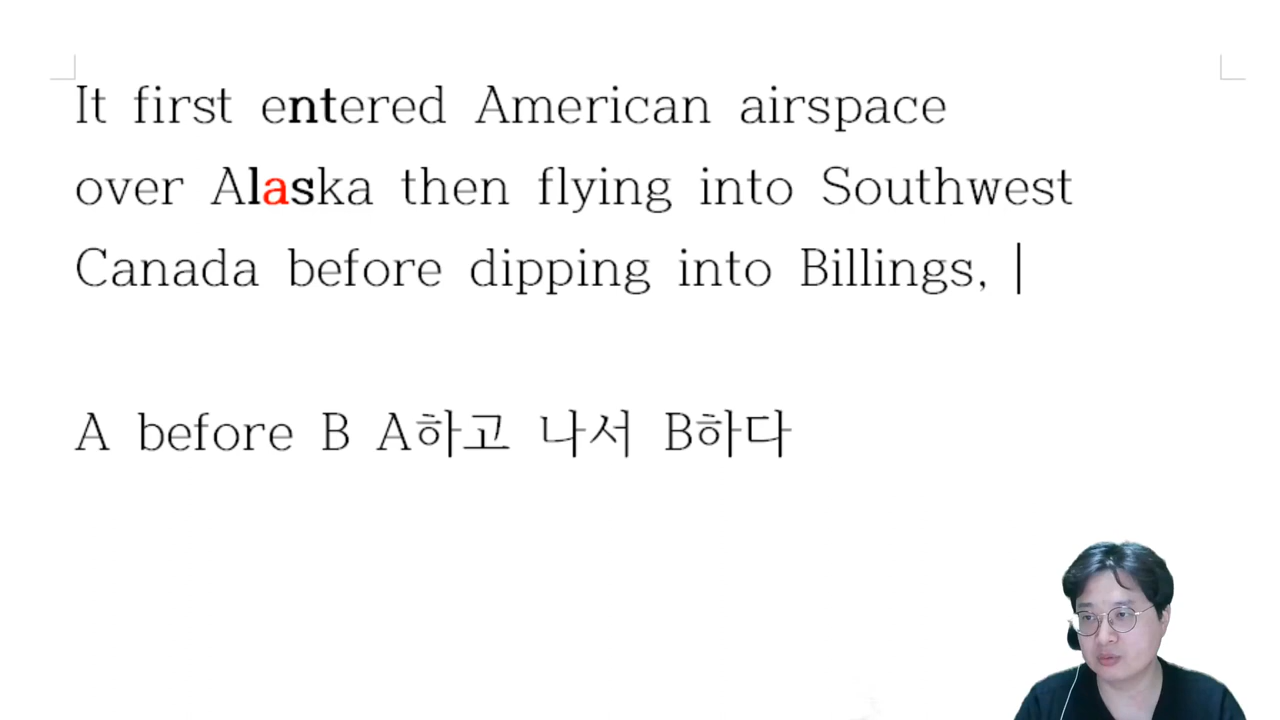 It first entered American airspace
over Alaska then flying into Southwest
Canada before dipping into Billings,
A before B A하고 나서 B하다